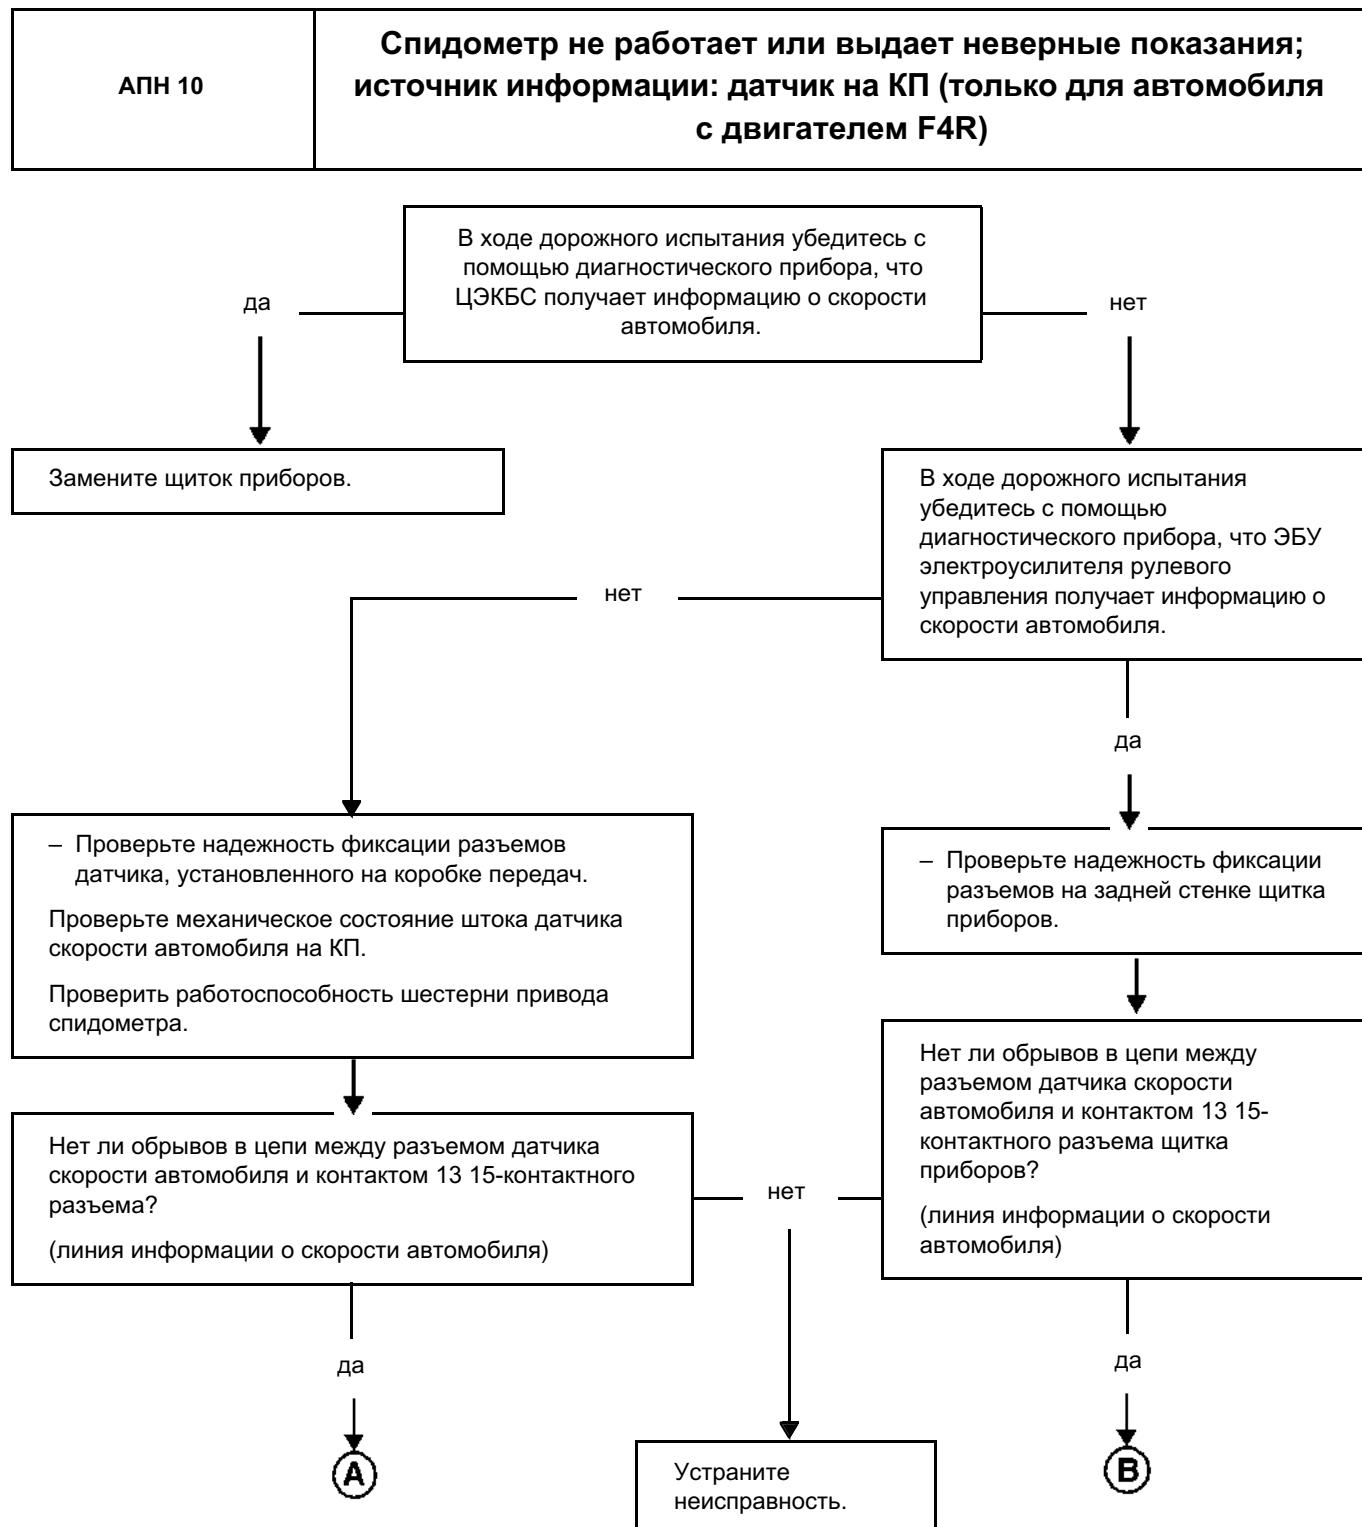 АПН 10
Спидометр не работает или выдает неверные показания;
источник информации: датчик на КП (только для автомобиля
с двигателем F4R)
В ходе дорожного испытания убедитесь с
помощью диагностического прибора, что
ЦЭКБС получает информацию о скорости
автомобиля.
да
нет
Замените щиток приборов.
В ходе дорожного испытания
убедитесь с помощью
диагностического прибора, что ЭБУ
электроусилителя рулевого
управления получает информацию о
скорости автомобиля.
нет
да
– Проверьте надежность фиксации разъемов
датчика, установленного на коробке передач.
Проверьте механическое состояние штока датчика
скорости автомобиля на КП.
Проверить работоспособность шестерни привода
спидометра.
– Проверьте надежность фиксации
разъемов на задней стенке щитка
приборов.
Нет ли обрывов в цепи между разъемом датчика
скорости автомобиля и контактом 13 15-контактного
разъема?
(линия информации о скорости автомобиля)
нет
Нет ли обрывов в цепи между
разъемом датчика скорости
автомобиля и контактом 13 15-
контактного разъема щитка
приборов?
(линия информации о скорости
автомобиля)
да
да
A
Устраните
неисправность.
B